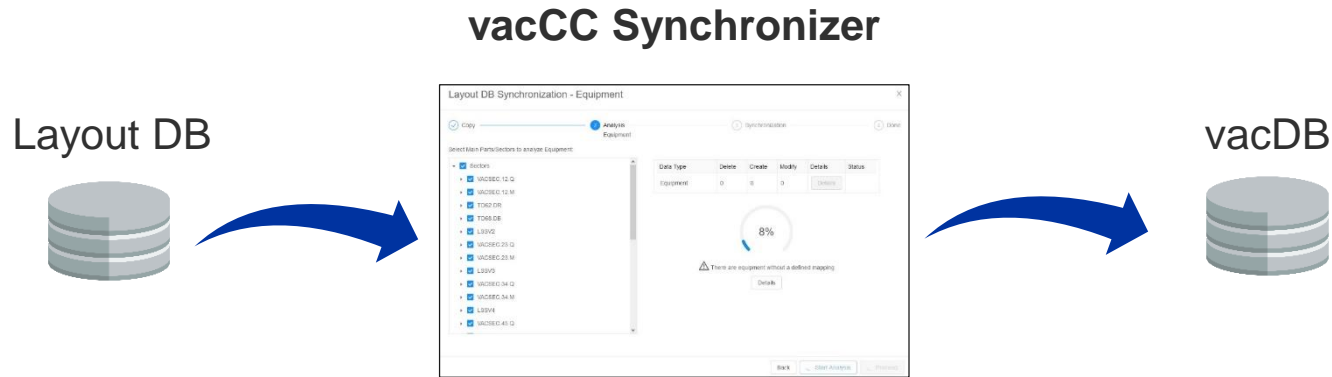 vacCC Synchronizer
Layout DB
vacDB
Layout DB Synchronization - Equipment X
Copy
Analysis
Equipment
Synchronization
Done
Select Main Parts/Sectors to analyze Equipment
Sectors
VACSEC.12.Q
VACSEC.12.M
TD62.DR
TD68.DB
LSSV2
VACSEC.23.Q
VACSEC.23.M
LSSV3
VACSEC.34.Q
VACSEC.34.M
LSSV4
VACSEC.45.Q
Data Type Delete Create Modify Details Status
Equipment 0 0 0 Details
8%
There are equipment without a defined mapping
Details
Back Start Analysis